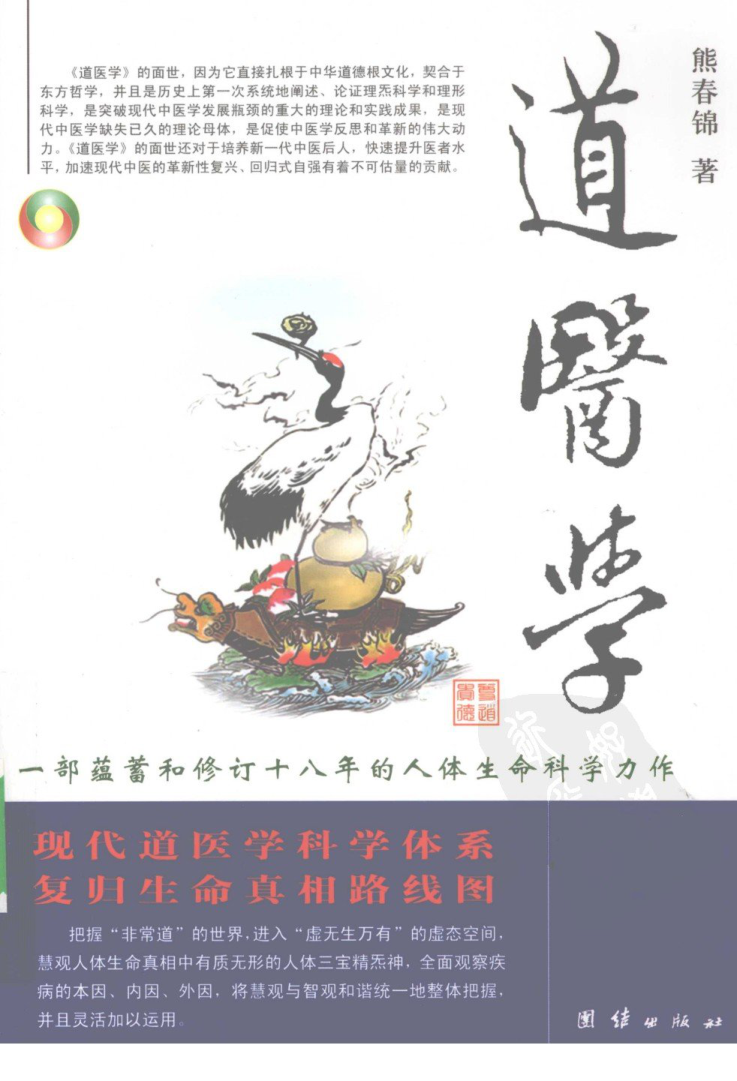 《道医学》的面世，因为它直接扎根于中华道德根文化，契合于
东方哲学，并且是历史上第一次系统地阐述、论证理炁科学和理形
科学，是突破现代中医学发展瓶颈的重大的理论和实践成果，是现
代中医学缺失已久的理论母体，是促使中医学反思和革新的伟大动
力。《道医学》的面世还对于培养新一代中医后人，快速提升医者水
平，加速现代中医的革新性复兴、回归式自强有着不可估量的贡献。
熊春锦 著
道醫學
一部蕴蓄和修订十八年的人体生命科学力作
现代道医学科学体系
复归生命真相路线图
把握“非常道”的世界，进入“虚无生万有”的虚态空间，
慧观人体生命真相中有质无形的人体三宝精炁神，全面观察疾
病的本因、内因、外因，将慧观与智观和谐统一地整体把握，
并且灵活加以运用。
團结出版社